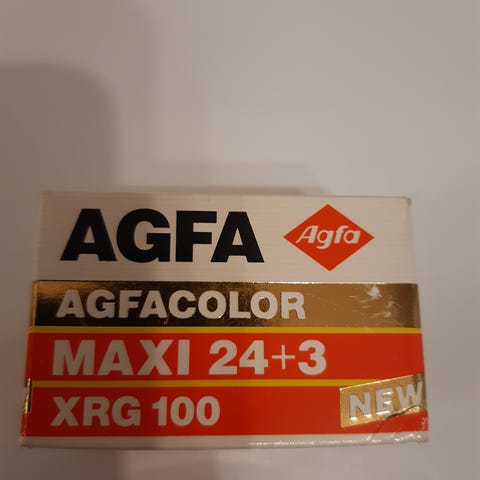 AGFA
Agfa
AGFACOLOR
MAXI 24+3
XRG 100
NEW